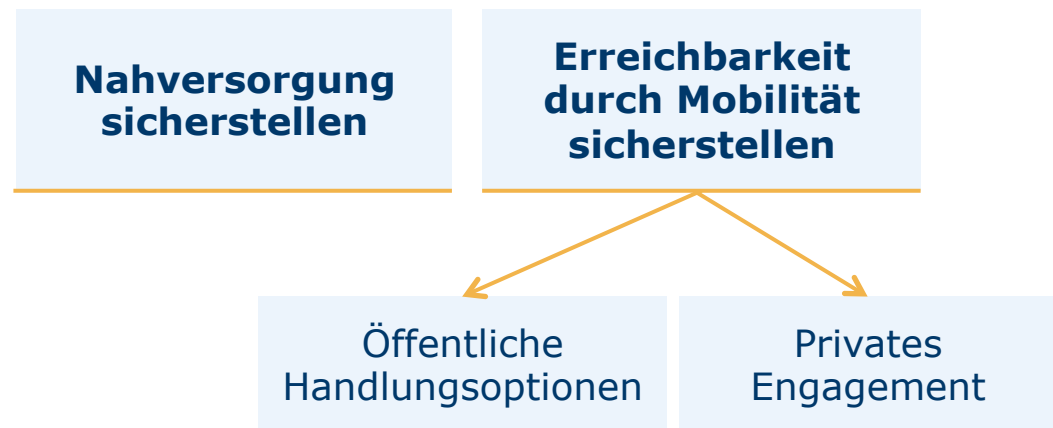 Nahversorgung
sicherstellen
Erreichbarkeit
durch Mobilität
sicherstellen
Öffentliche
Handlungsoptionen
Privates
Engagement